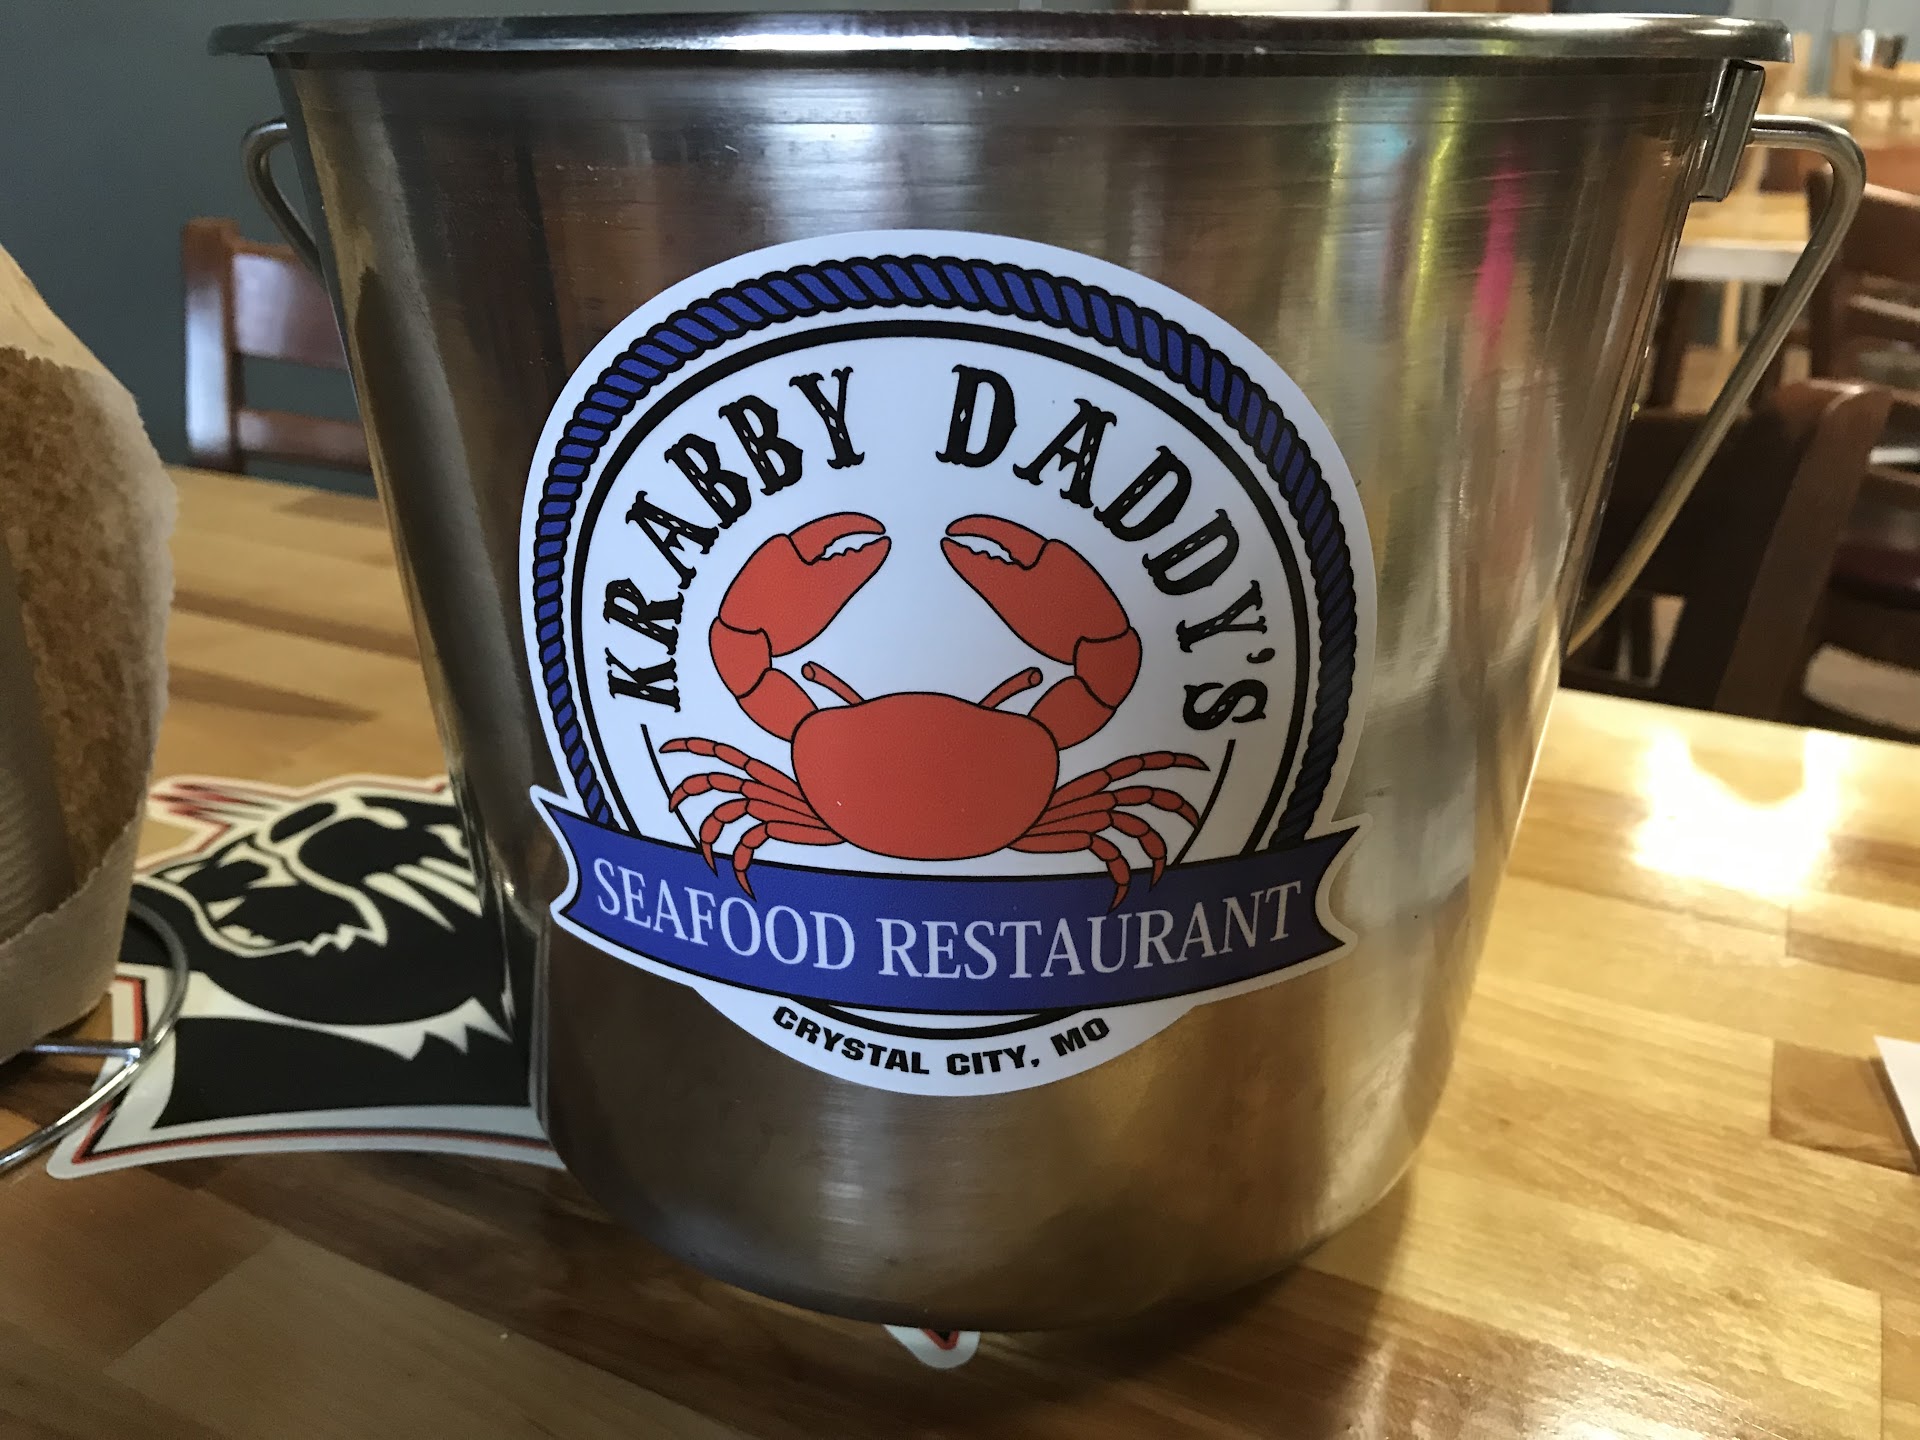 KRABBY DADDY'S
SEAFOOD RESTAURANT
CRYSTAL CITY, MO